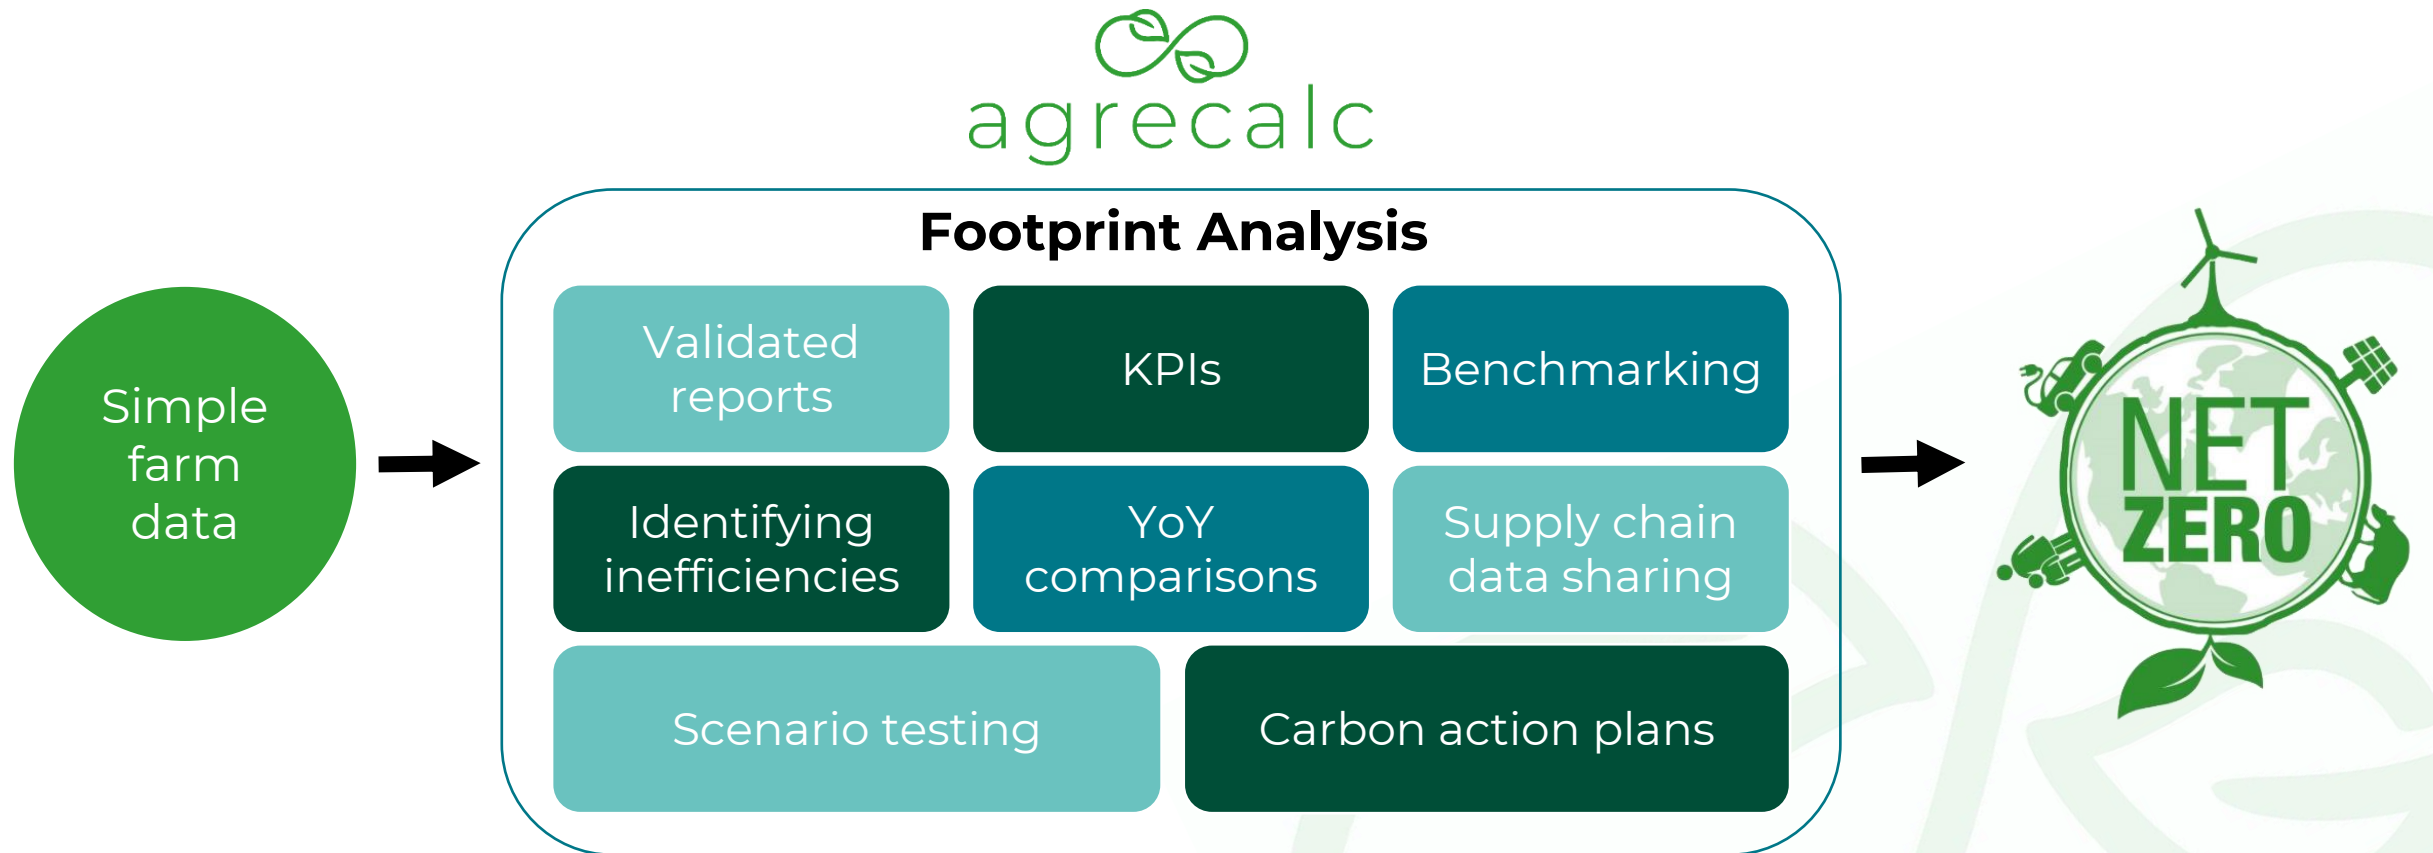 agrecalc
Footprint Analysis
Simple
farm
data
Validated
reports
KPIs
Benchmarking
Identifying
inefficiencies
YoY
comparisons
Supply chain
data sharing
Scenario testing
Carbon action plans
NET
ZERO